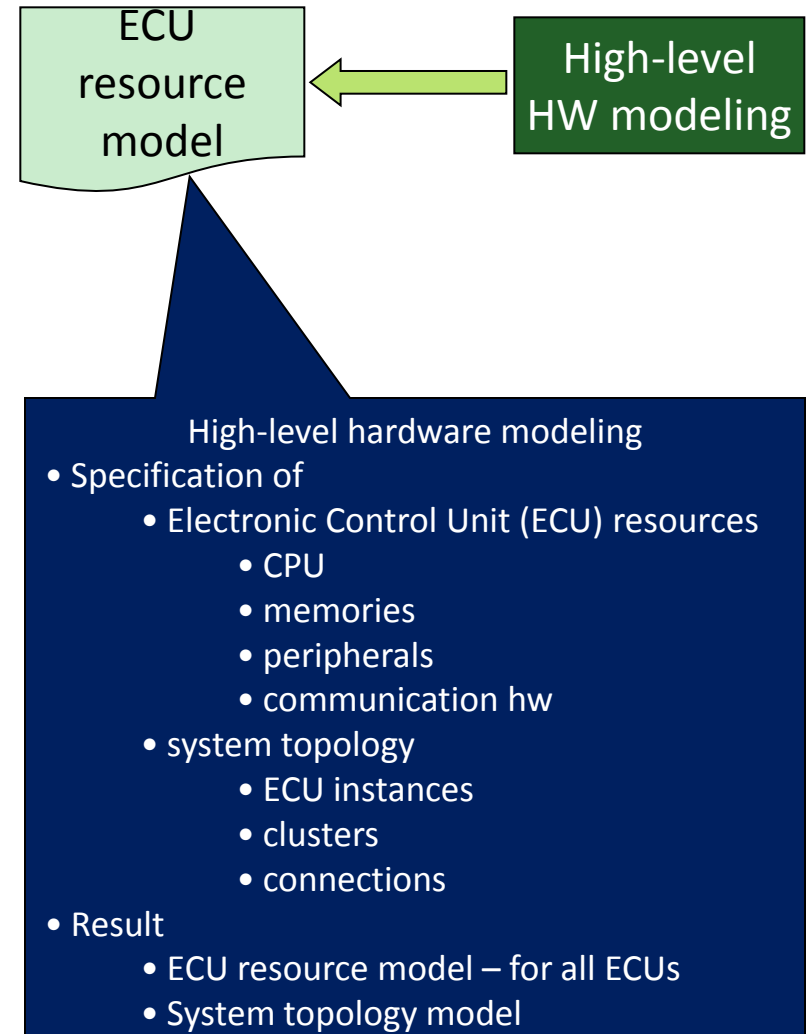 ECU
resource
model
High-level
HW modeling
High-level hardware modeling
• Specification of
• Electronic Control Unit (ECU) resources
• CPU
• memories
• peripherals
• communication hw
• system topology
• ECU instances
• clusters
• connections
• Result
• ECU resource model – for all ECUs
• System topology model